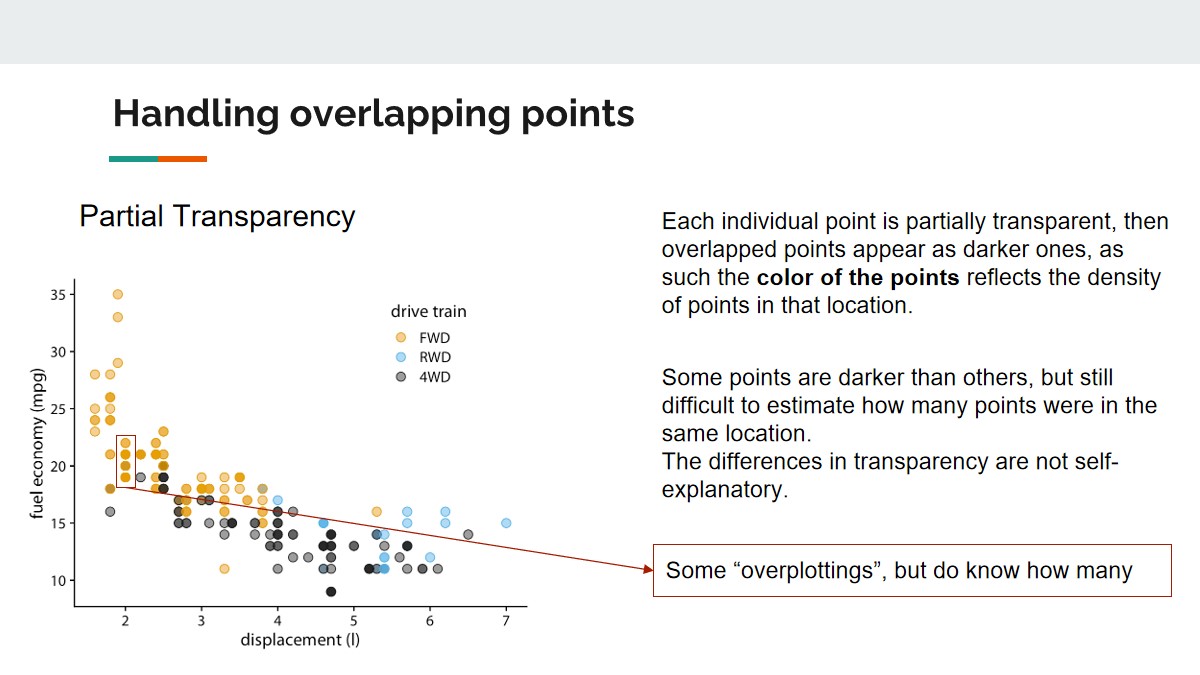 Handling overlapping points
Partial Transparency
Each individual point is partially transparent, then
overlapped points appear as darker ones, as
such the color of the points reflects the density
of points in that location.
Some points are darker than others, but still
difficult to estimate how many points were in the
same location.
The differences in transparency are not self-
explanatory.
Some “overplottings”, but do know how many
drive train
FWD
RWD
4WD
fuel economy (mpg)
35
30
25
20
15
10
2 3 4 5 6 7
displacement (l)